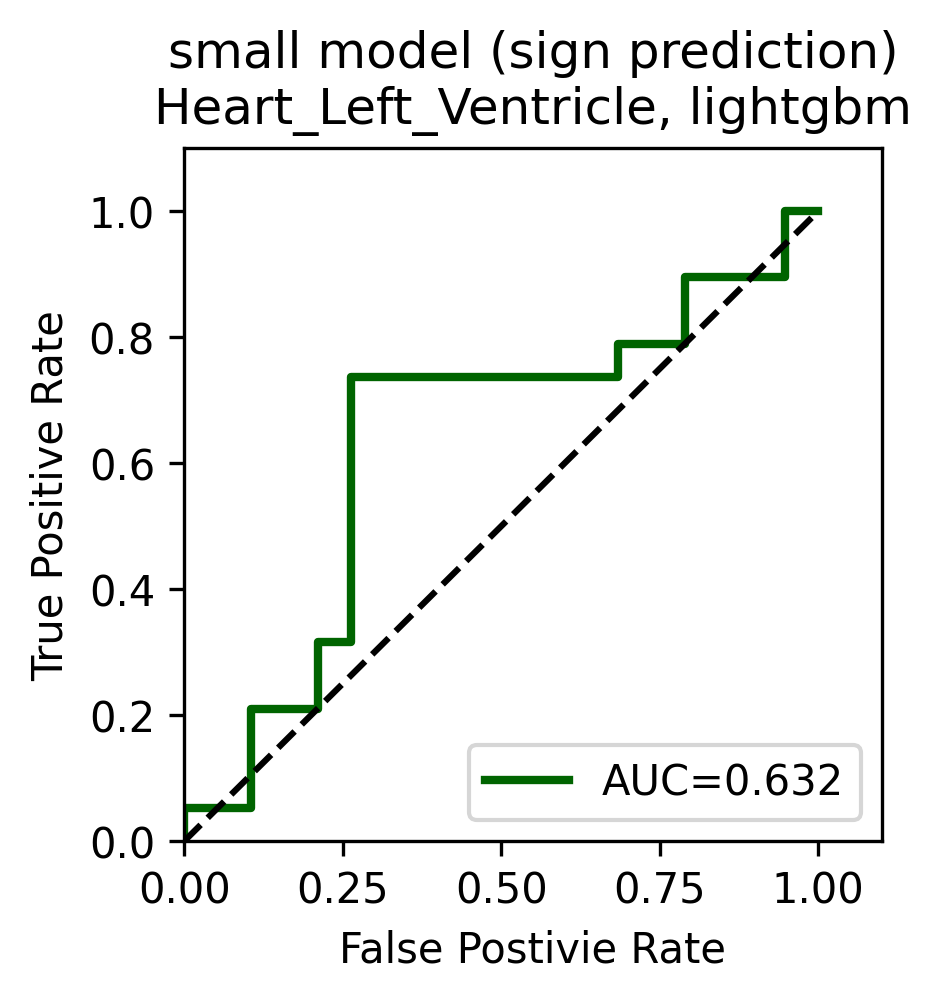 small model (sign prediction)
Heart_Left_Ventricle, lightgbm
True Positive Rate
1.0
0.8
0.6
0.4
0.2
0.0
AUC=0.632
0.00 0.25 0.50 0.75 1.00
False Postivie Rate